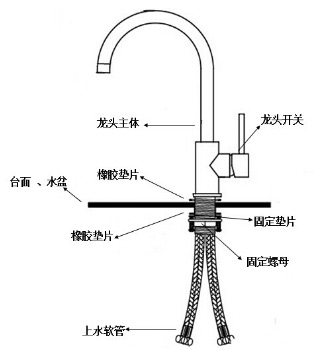 龙头主体
龙头开关
橡胶垫片
台面 、水盆
橡胶垫片
固定垫片
固定螺母
上水软管